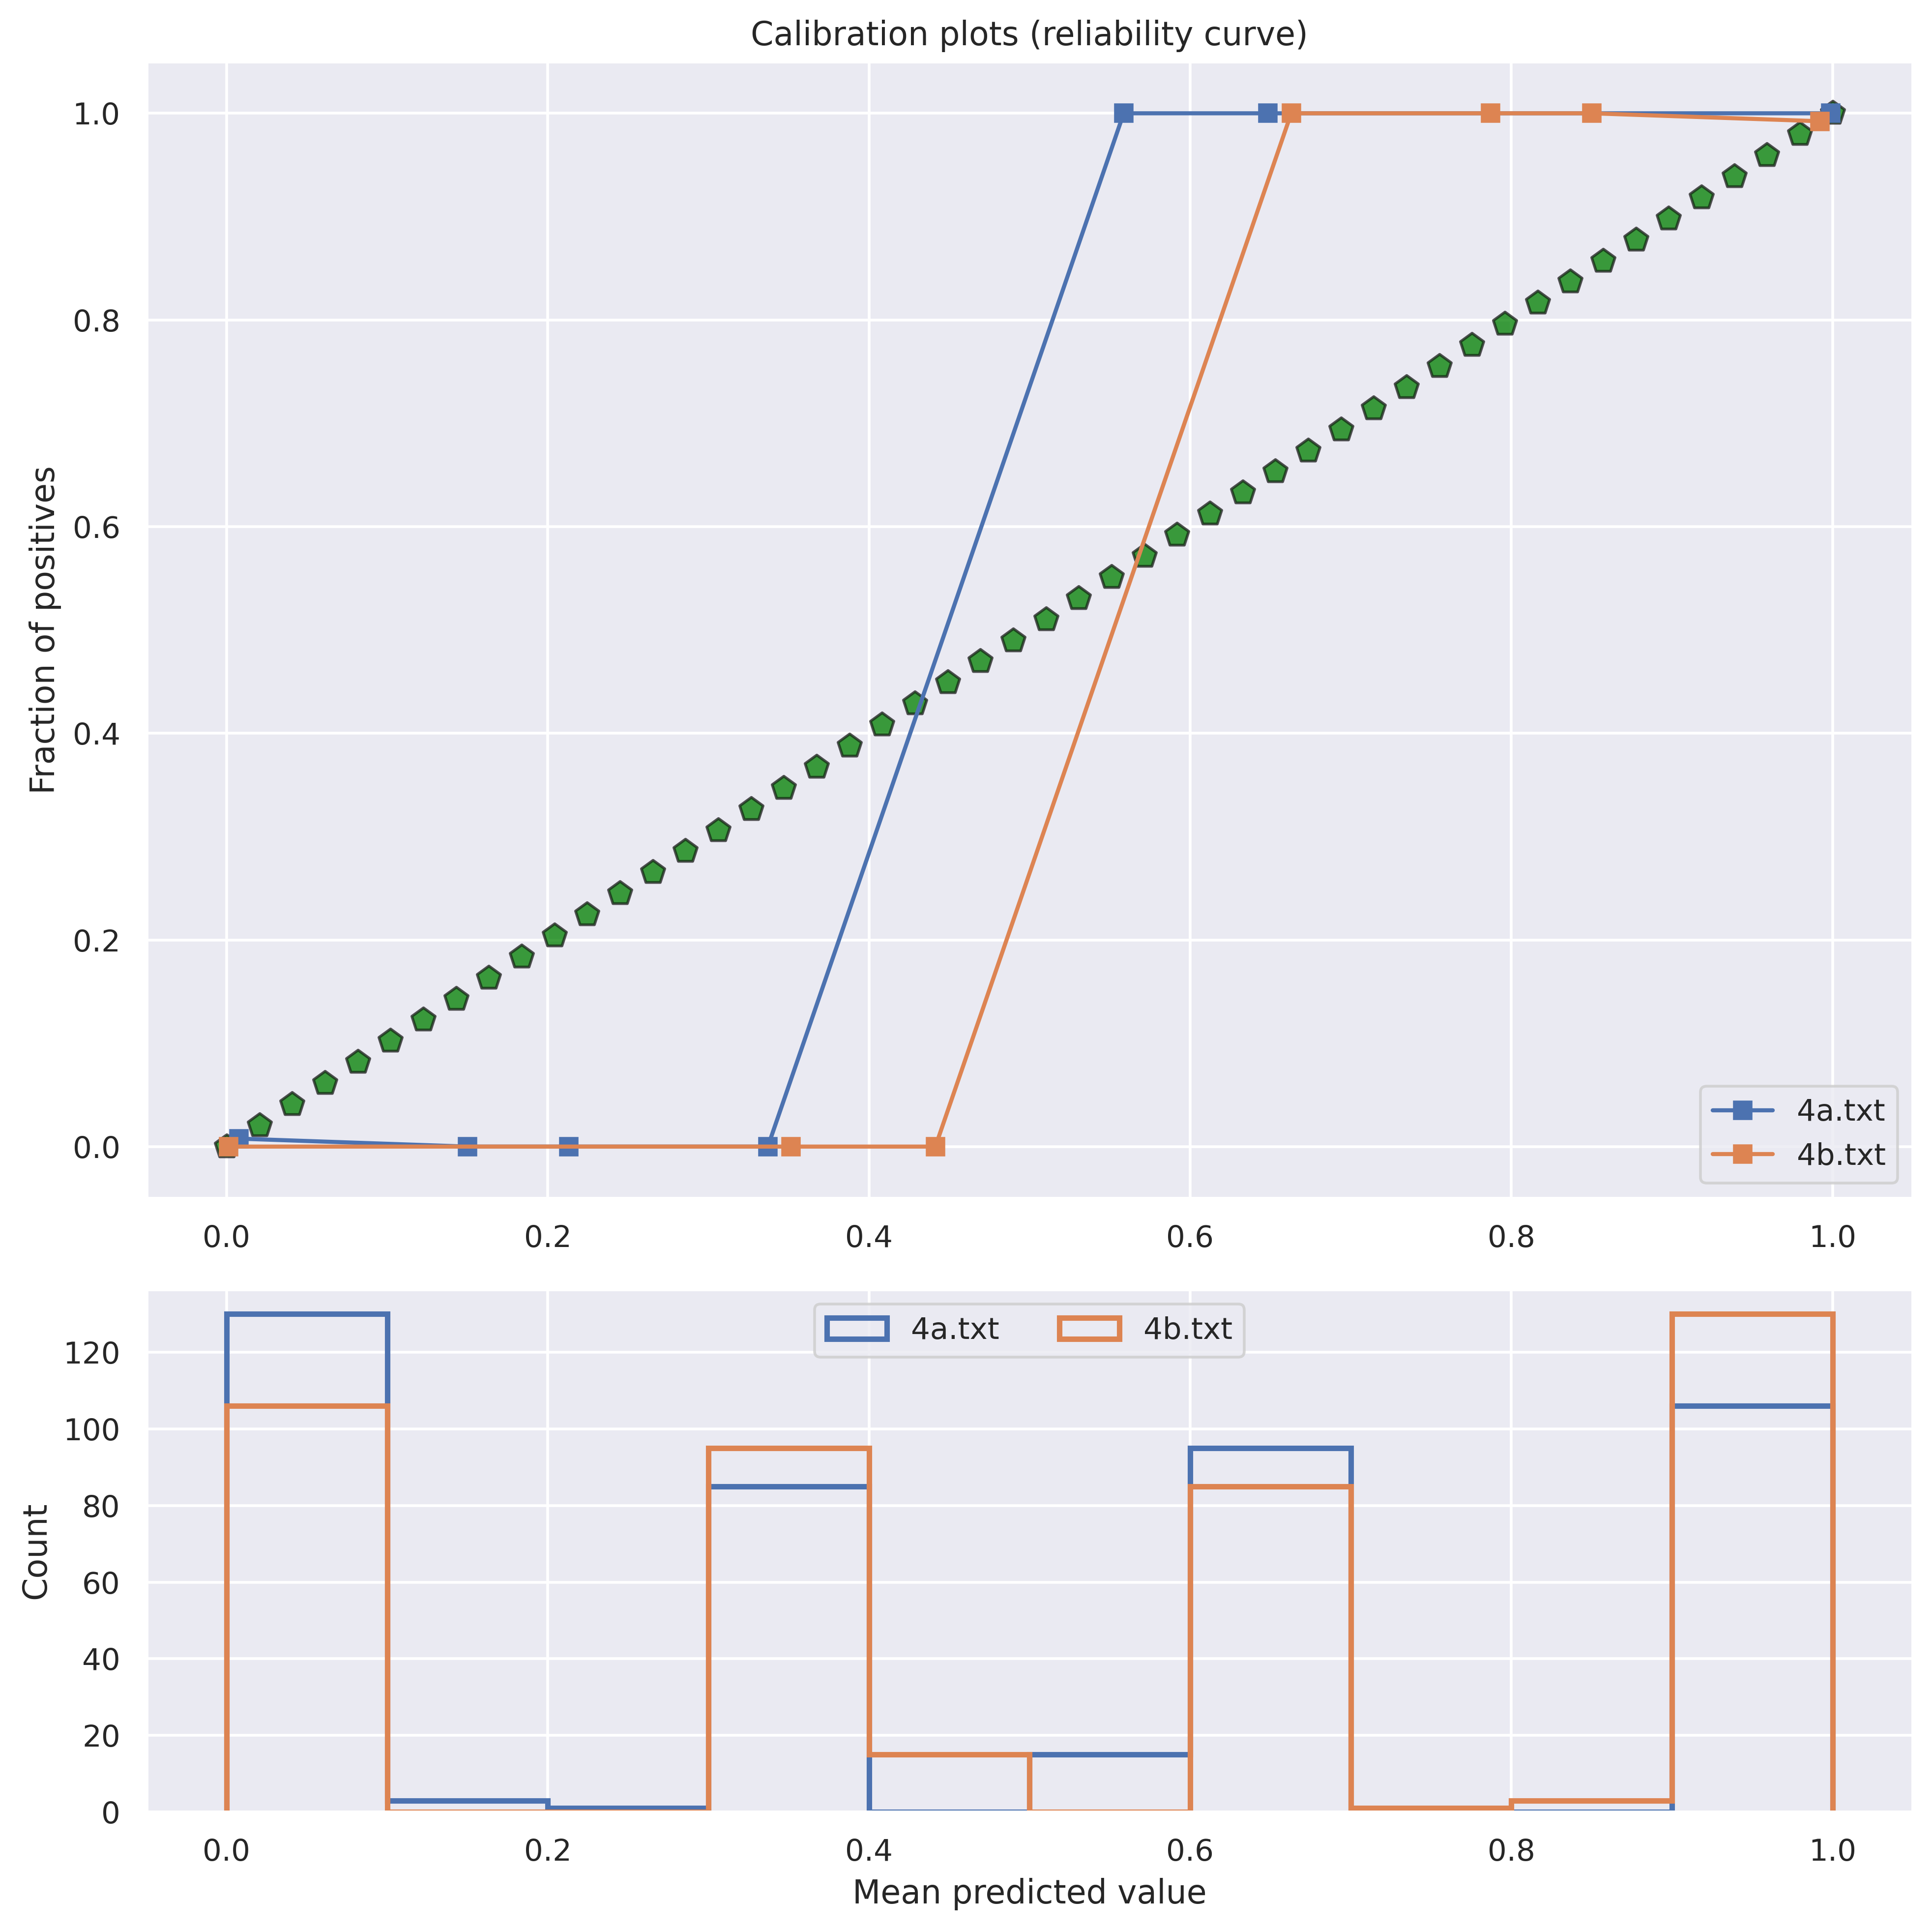 Calibration plots (reliability curve)
Fraction of positives
1.0
0.8
0.6
0.4
0.2
0.0
0.0 0.2 0.4 0.6 0.8 1.0
4a.txt
4b.txt
4a.txt 4b.txt
Count
120
100
80
60
40
20
0
0.0 0.2 0.4 0.6 0.8 1.0
Mean predicted value